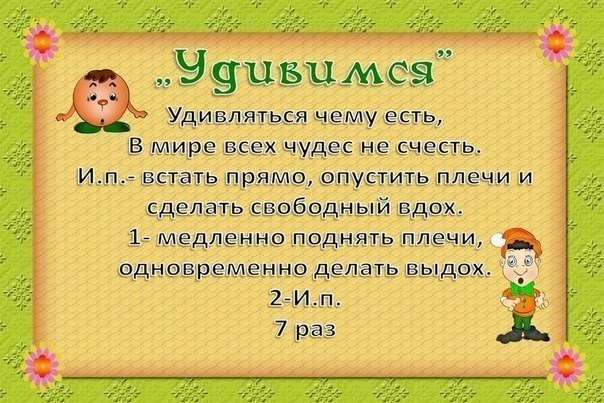 „Удивимся”
Удивляться чему есть,
В мире всех чудес не счесть.
И.п.- встать прямо, опустить плечи и
сделать свободный вдох.
1- медленно поднять плечи,
одновременно делать выдох.
2-И.п.
7 раз